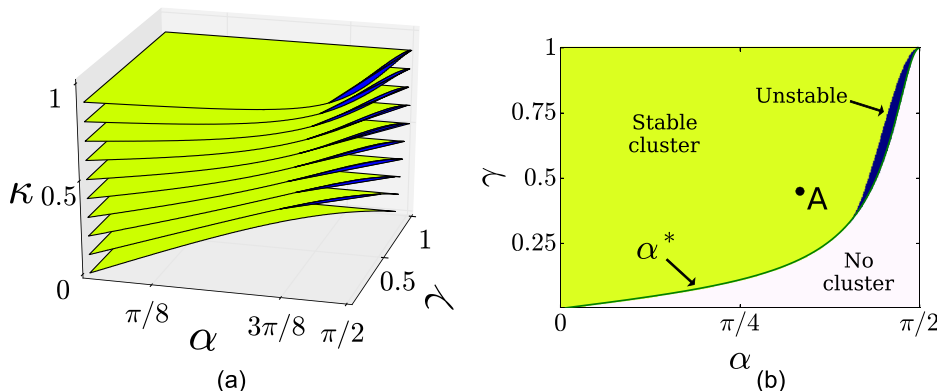 1
κ 0.5
0
π/8
α
3π/8
π/2
0.5
1
γ
(a)
1
0.75
γ 0.5
0.25
0
π/4
π/2
α
Unstable
Stable
cluster
A
α*
No
cluster
(b)